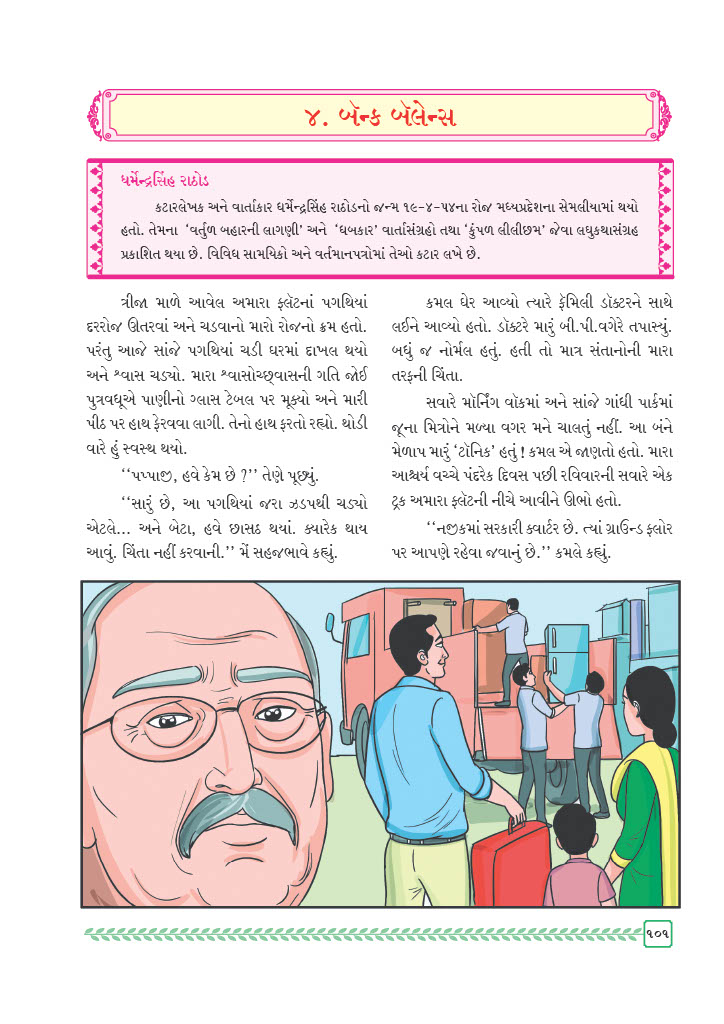 ૪. બૅન્ક બૅલેન્સ
ધર્મેન્દ્રસિંહ રાઠોડ
કટારલેખક અને વાર્તાકાર ધર્મેન્દ્રસિંહ રાઠોડનો જન્મ ૧૯-૪-૫૪ના રોજ મધ્યપ્રદેશના સેમલીયામાં થયો
હતો. તેમના ‘વર્તુળ બહારની લાગણી’ અને ‘ધબકાર’ વાર્તાસંગ્રહો તથા ‘કુંપળ લીલીછમ’ જેવા લઘુકથાસંગ્રહ
પ્રકાશિત થયા છે. વિવિધ સામયિકો અને વર્તમાનપત્રોમાં તેઓ કટાર લખે છે.
ત્રીજા માળે આવેલ અમારા ફ્લૅટનાં પગથિયાં
દરરોજ ઊતરવાં અને ચડવાનો મારો રોજનો ક્રમ હતો.
પરંતુ આજે સાંજે પગથિયાં ચડી ઘરમાં દાખલ થયો
અને શ્વાસ ચડ્યો. મારા શ્વાસોચ્છ્વાસની ગતિ જોઈ
પુત્રવધૂએ પાણીનો ગ્લાસ ટેબલ પર મૂક્યો અને મારી
પીઠ પર હાથ ફેરવવા લાગી. તેનો હાથ ફરતો રહ્યો. થોડી
વારે હું સ્વસ્થ થયો.
‘‘પપ્પાજી, હવે કેમ છે ?’’ તેણે પૂછ્યું.
‘‘સારું છે, આ પગથિયાં જરા ઝડપથી ચડ્યો
એટલે... અને બેટા, હવે છાસઠ થયાં. ક્યારેક થાય
આવું. ચિંતા નહીં કરવાની.’’ મેં સહજભાવે કહ્યું.
કમલ ઘેર આવ્યો ત્યારે ફૅમિલી ડૉક્ટરને સાથે
લઈને આવ્યો હતો. ડૉક્ટરે મારું બી.પી.વગેરે તપાસ્યું.
બધું જ નોર્મલ હતું. હતી તો માત્ર સંતાનોની મારા
તરફની ચિંતા.
સવારે મૉર્નિંગ વૉકમાં અને સાંજે ગાંધી પાર્કમાં
જૂના મિત્રોને મળ્યા વગર મને ચાલતું નહીં. આ બંને
મેળાપ મારું ‘ટૉનિક’ હતું ! કમલ એ જાણતો હતો. મારા
આશ્ચર્ય વચ્ચે પંદરેક દિવસ પછી રવિવારની સવારે એક
ટ્રક અમારા ફ્લૅટની નીચે આવીને ઊભો હતો.
‘‘નજીકમાં સરકારી ક્વાર્ટર છે. ત્યાં ગ્રાઉન્ડ ફ્લોર
પર આપણે રહેવા જવાનું છે.’’ કમલે કહ્યું.
૧૦૧